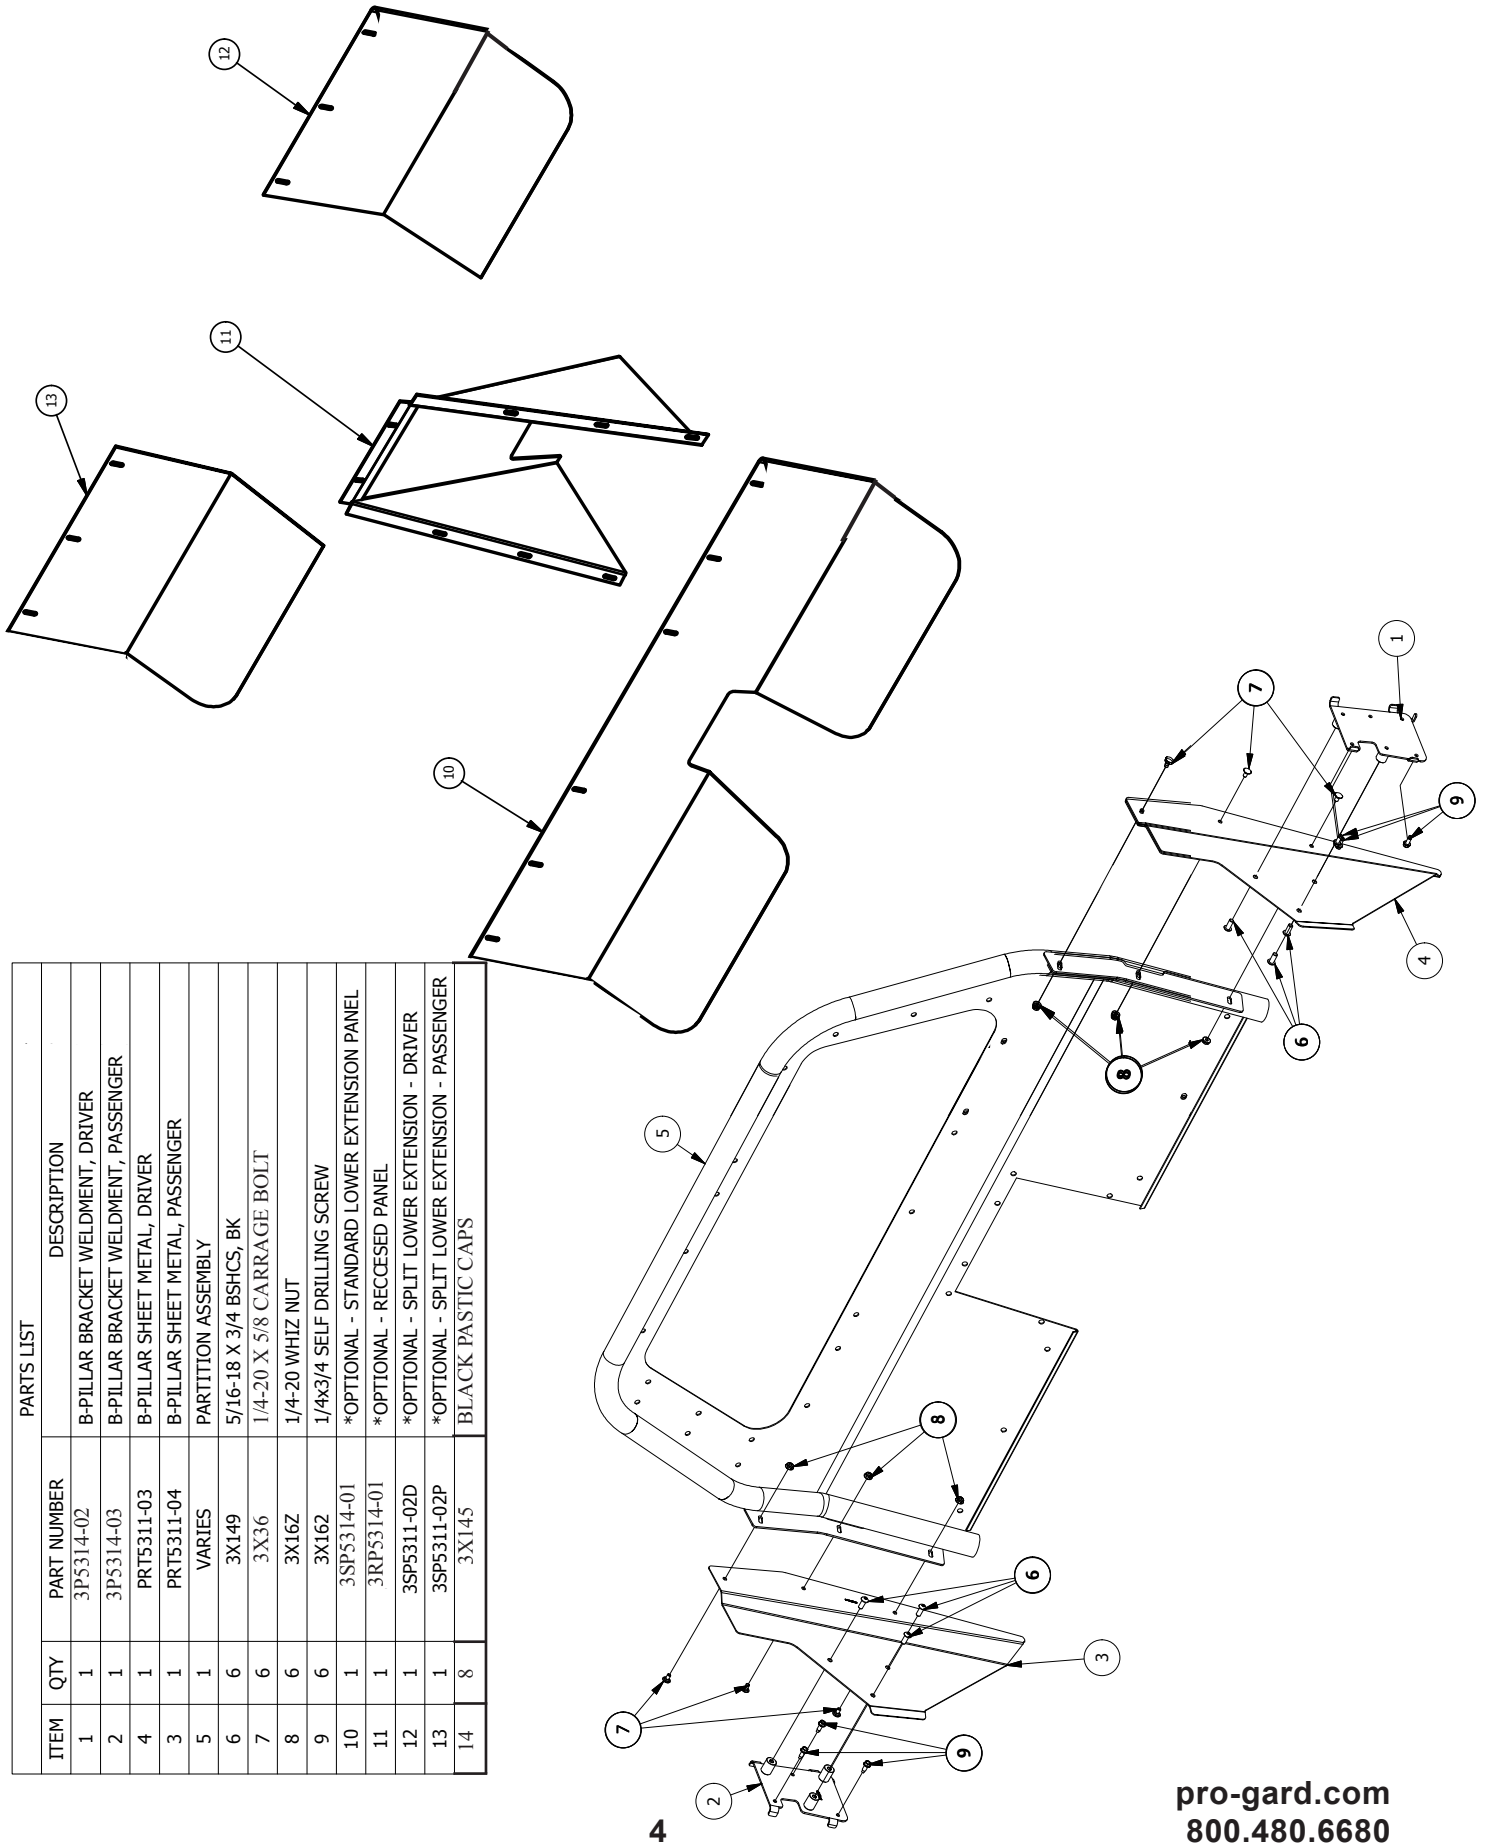 PARTS LIST
ITEM QTY PART NUMBER DESCRIPTION
1 1 3P5314-02 B-PILLAR BRACKET WELDMENT, DRIVER
2 1 3P5314-03 B-PILLAR BRACKET WELDMENT, PASSENGER
4 1 PRT5311-03 B-PILLAR SHEET METAL, DRIVER
3 1 PRT5311-04 B-PILLAR SHEET METAL, PASSENGER
5 1 VARIES PARTITION ASSEMBLY
6 6 3X149 5/16-18 X 3/4 BSHCS, BK
7 6 3X36 1/4-20 X 5/8 CARRAGE BOLT
8 6 3X16Z 1/4-20 WHIZ NUT
9 6 3X162 1/4x3/4 SELF DRILLING SCREW
10 1 3SP5314-01 *OPTIONAL - STANDARD LOWER EXTENSION PANEL
11 1 3RP5314-01 *OPTIONAL - RECCESED PANEL
12 1 3SP5311-02D *OPTIONAL - SPLIT LOWER EXTENSION - DRIVER
13 1 3SP5311-02P *OPTIONAL - SPLIT LOWER EXTENSION - PASSENGER
14 8 3X145 BLACK PASTIC CAPS
12
11
13
10
1
7
9
4
6
8
5
8
6
3
7
9
2
4
pro-gard.com
800.480.6680